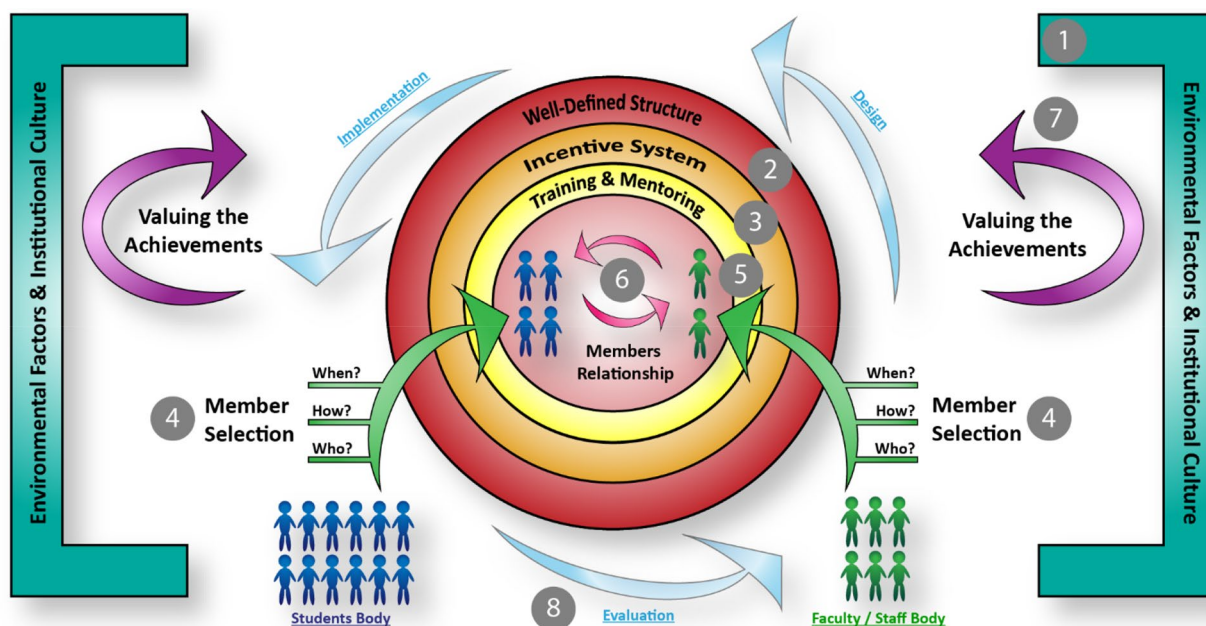 Environmental Factors & Institutional Culture
Implementation
Valuing the
Achievements
Well-Defined Structure
Incentive System
Training & Mentoring
2
3
5
6
Members
Relationship
Design
1
7
Valuing the
Achievements
Environmental Factors & Institutional Culture
4
Member
Selection
When?
How?
Who?
When?
How?
Who?
Member
Selection
4
Students Body
8
Evaluation
Faculty / Staff Body